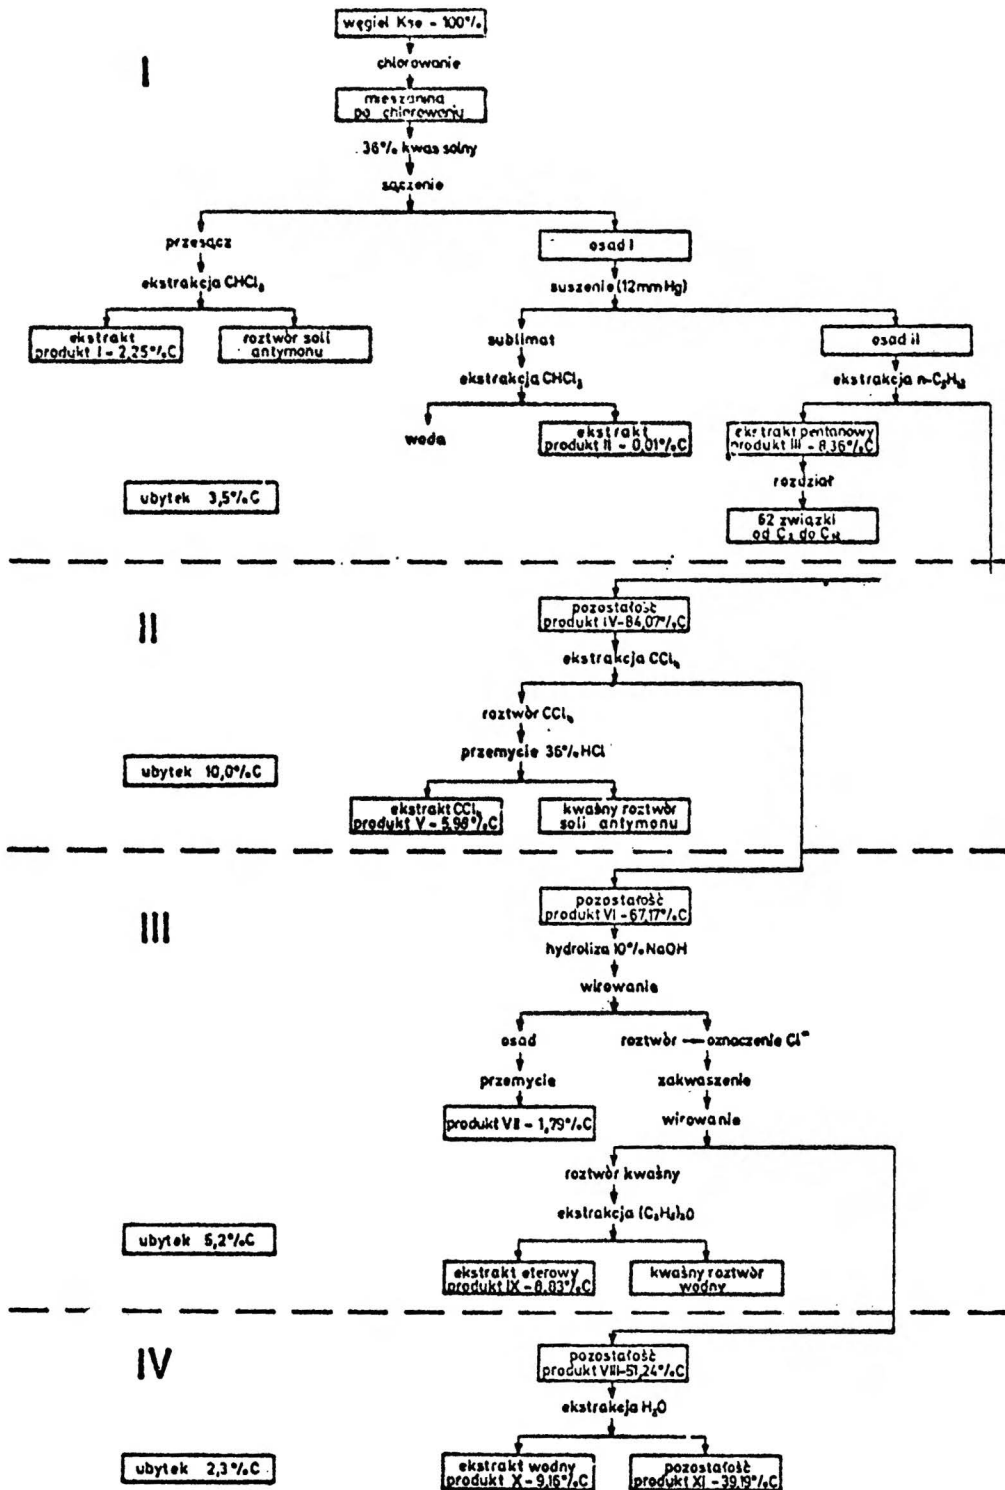 I
węgiel Kse - 100%
chlorowanie
mieszanina
po chlorowaniu
36% kwas solny
sączenie
przesącz
ekstrakcja CHCl₃
ekstrakt
produkt I - 2,25%C
roztwór soli
antymonu
osad I
suszenie (12mm Hg)
sublimat
ekstrakcja CHCl₃
woda
ekstrakt
produkt II - 0,01%C
osad II
ekstrakcja n-C₅H₁₂
ekstrakt pentanowy
produkt III - 8,36%C
rozdział
62 związki
od C₂ do
ubytek 3,5%C
II
pozostałość
produkt IV-84,07%C
ekstrakcja CCl₄
roztwór CCl₄
przemycie 36% HCl
ubytek 10,0%C
ekstrakt CCl₄
produkt V - 5,98%C
kwaśny roztwór
soli antymonu
III
pozostałość
produkt VI-67,17%C
hydroliza 10% NaOH
wirowanie
osad
przemycie
produkt VII - 1,79%C
roztwór → oznaczenie Cl⁻
zakwaszenie
wirowanie
roztwór kwaśny
ekstrakcja (C₂H₅)₂O
ubytek 5,2%C
ekstrakt eterowy
produkt IX - 8,83%C
kwaśny roztwór
wodny
IV
pozostałość
produkt VIII-51,24%C
ekstrakcja H₂O
ubytek 2,3%C
ekstrakt wodny
produkt X - 9,16%C
pozostałość
produkt XI - 39,19%C